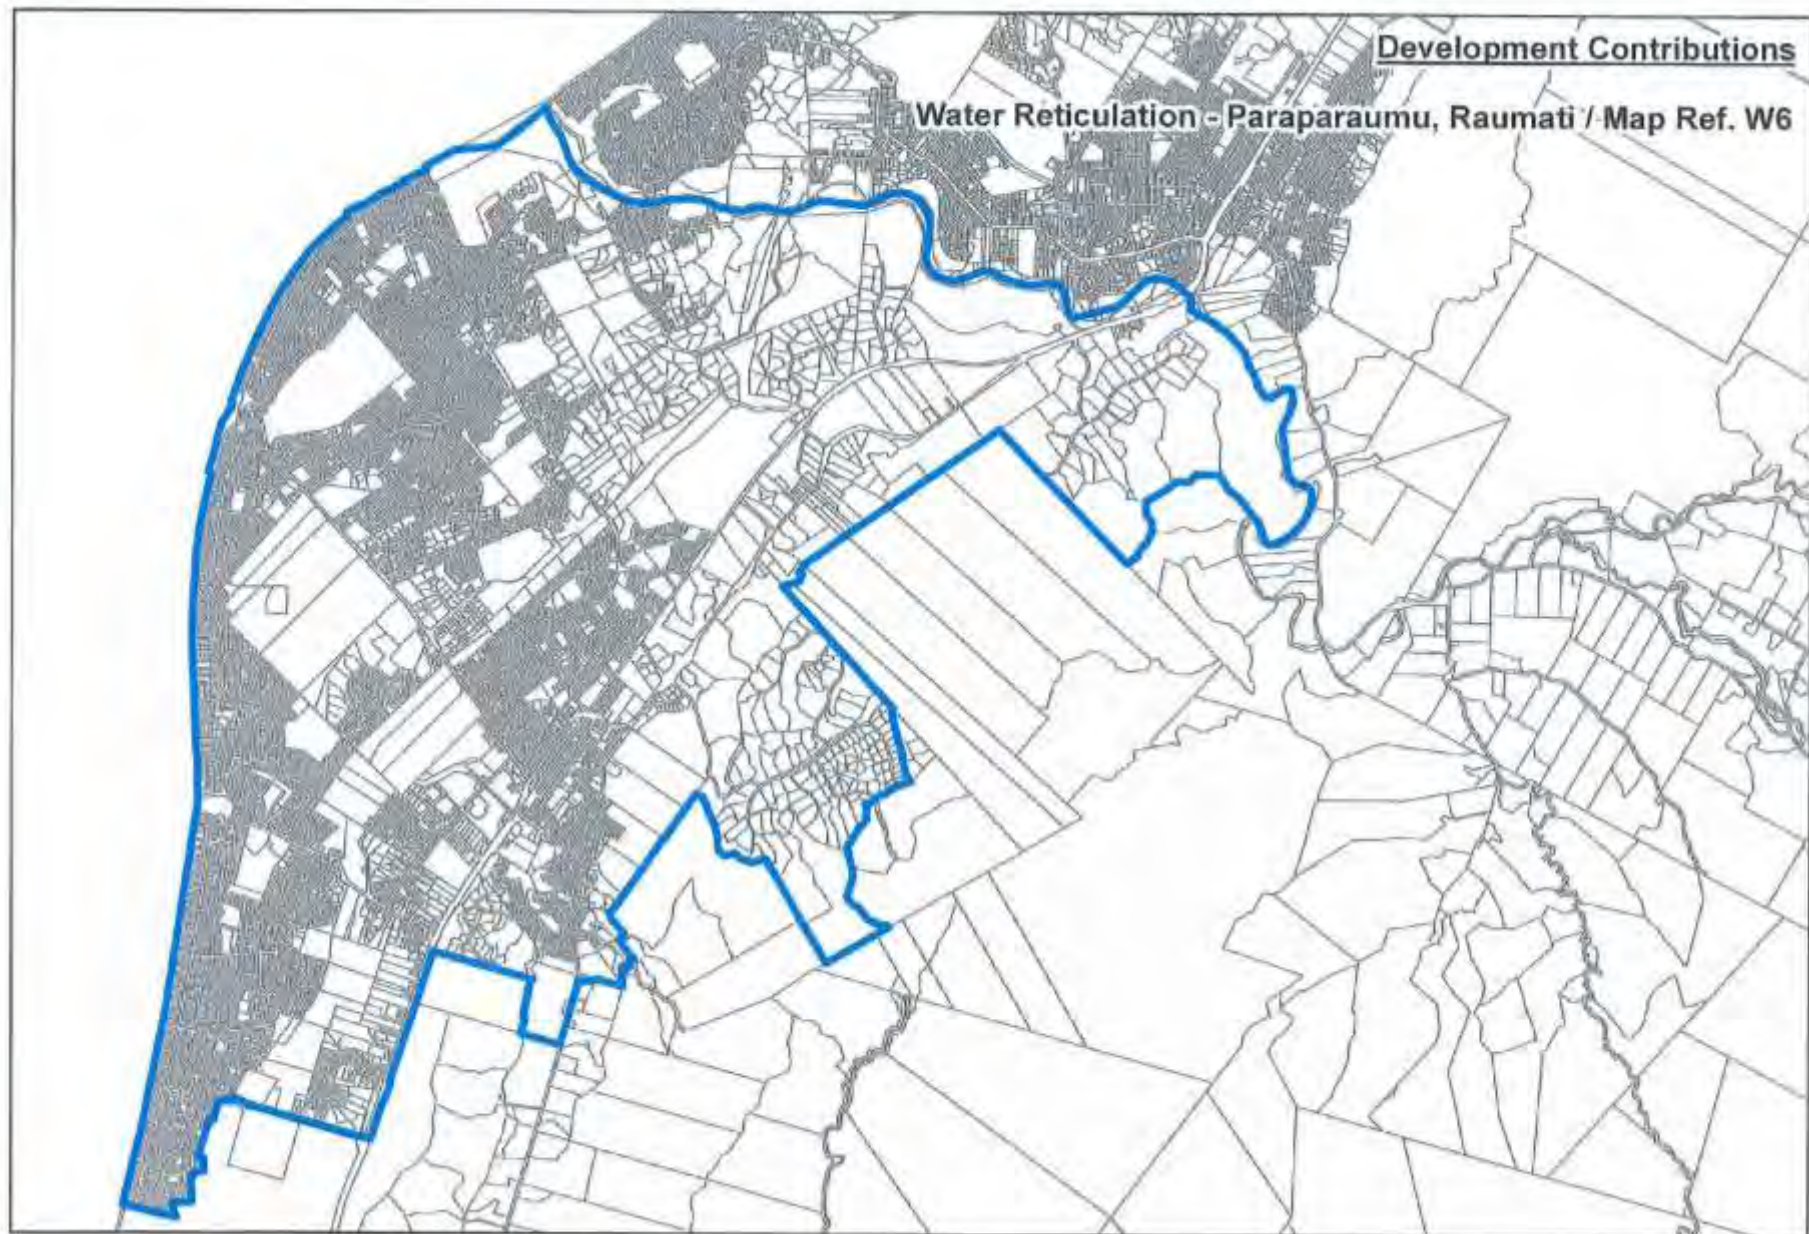 Development Contributions
Water Reticulation - Paraparaumu, Raumati / Map Ref. W6